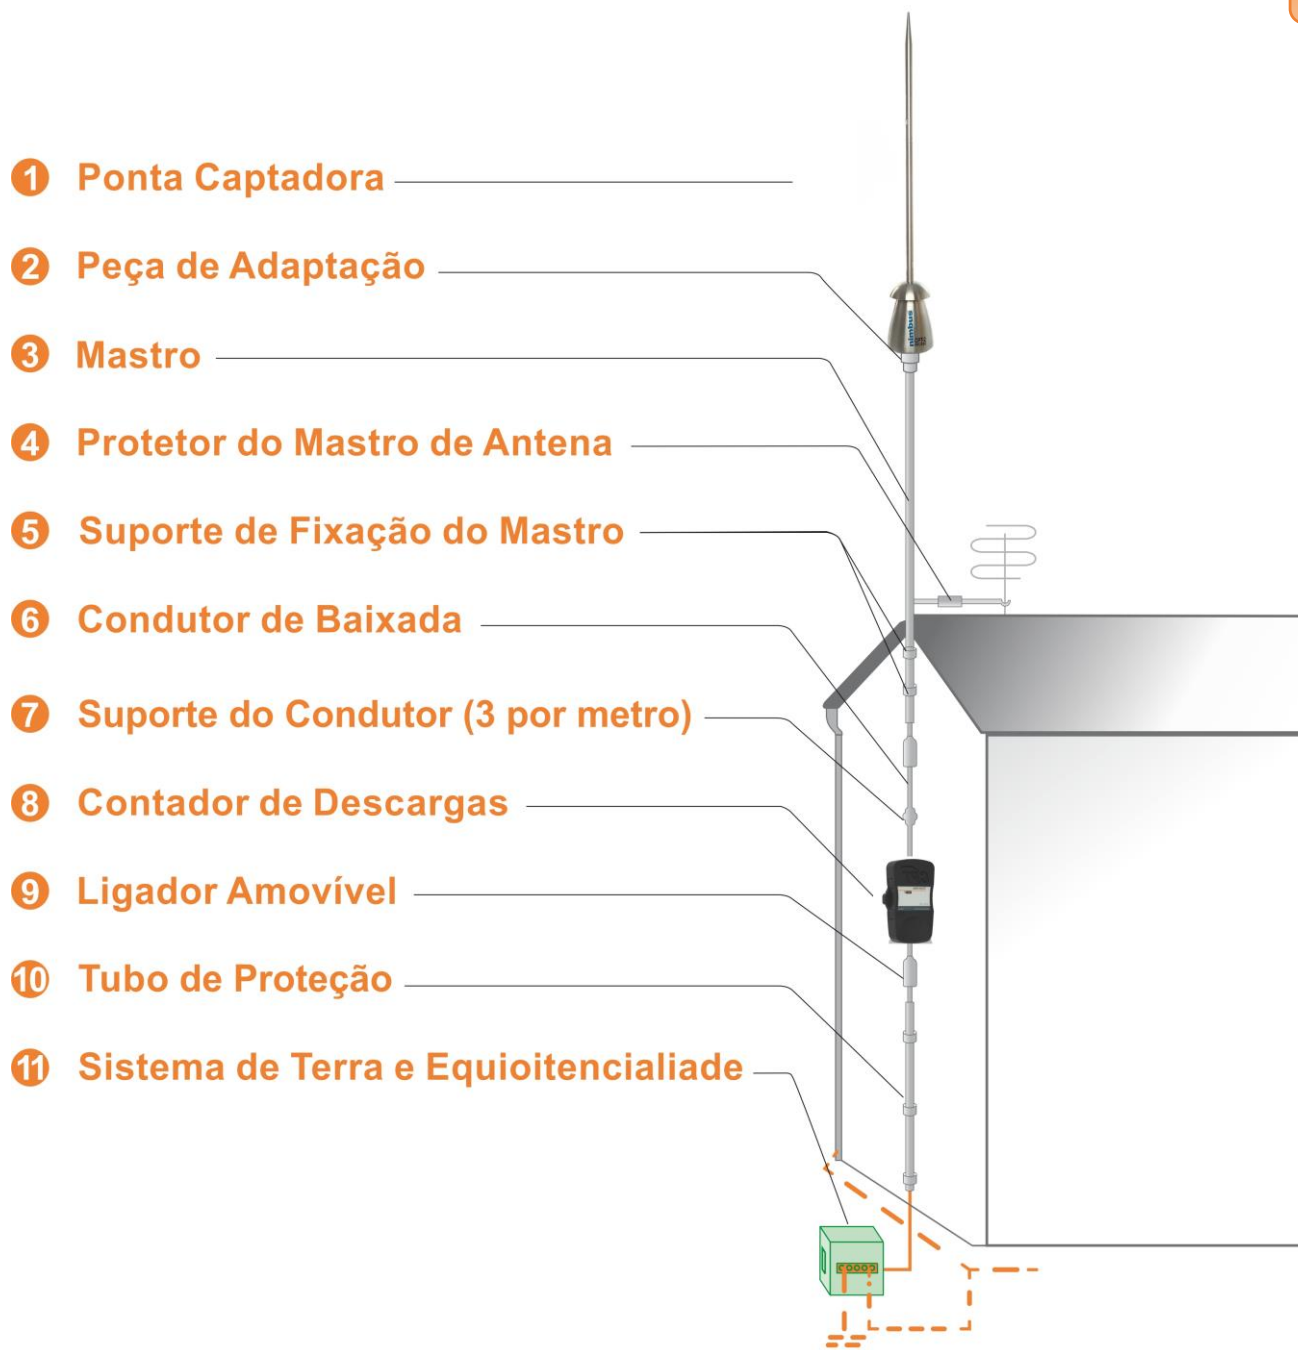 1 Ponta Captadora
2 Peça de Adaptação
3 Mastro
4 Protetor do Mastro de Antena
5 Suporte de Fixação do Mastro
6 Condutor de Baixada
7 Suporte do Condutor (3 por metro)
8 Contador de Descargas
9 Ligador Amovível
10 Tubo de Proteção
11 Sistema de Terra e Equioitencialiade
nimbus